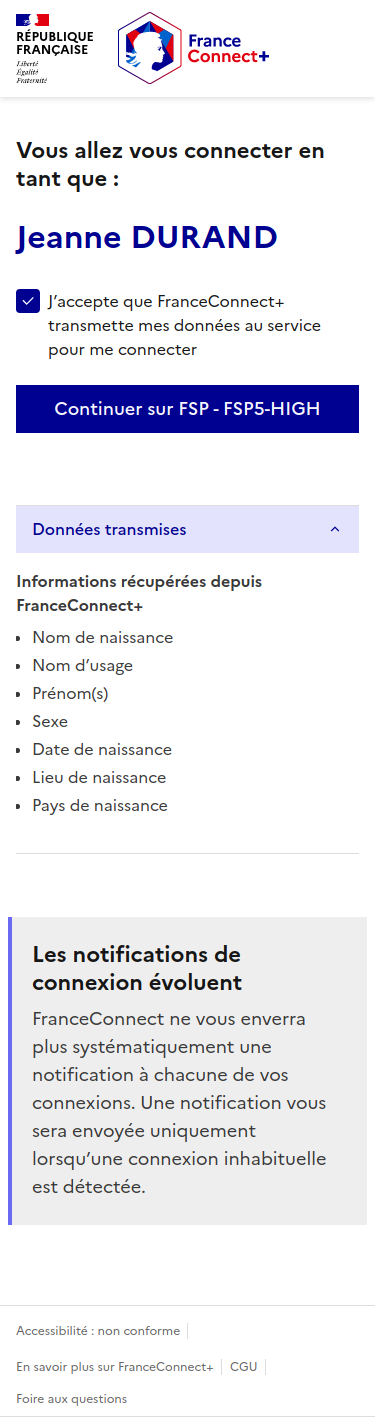 RÉPUBLIQUE
FRANÇAISE
Liberté
Égalité
Fraternité
France
Connect+
Vous allez vous connecter en
tant que :
Jeanne DURAND
J’accepte que FranceConnect+
transmette mes données au service
pour me connecter
Continuer sur FSP - FSP5-HIGH
Données transmises
Informations récupérées depuis
FranceConnect+
• Nom de naissance
• Nom d’usage
• Prénom(s)
• Sexe
• Date de naissance
• Lieu de naissance
• Pays de naissance
Les notifications de
connexion évoluent
FranceConnect ne vous enverra
plus systématiquement une
notification à chacune de vos
connexions. Une notification vous
sera envoyée uniquement
lorsqu’une connexion inhabituelle
est détectée.
Accessibilité : non conforme
En savoir plus sur FranceConnect+ CGU
Foire aux questions